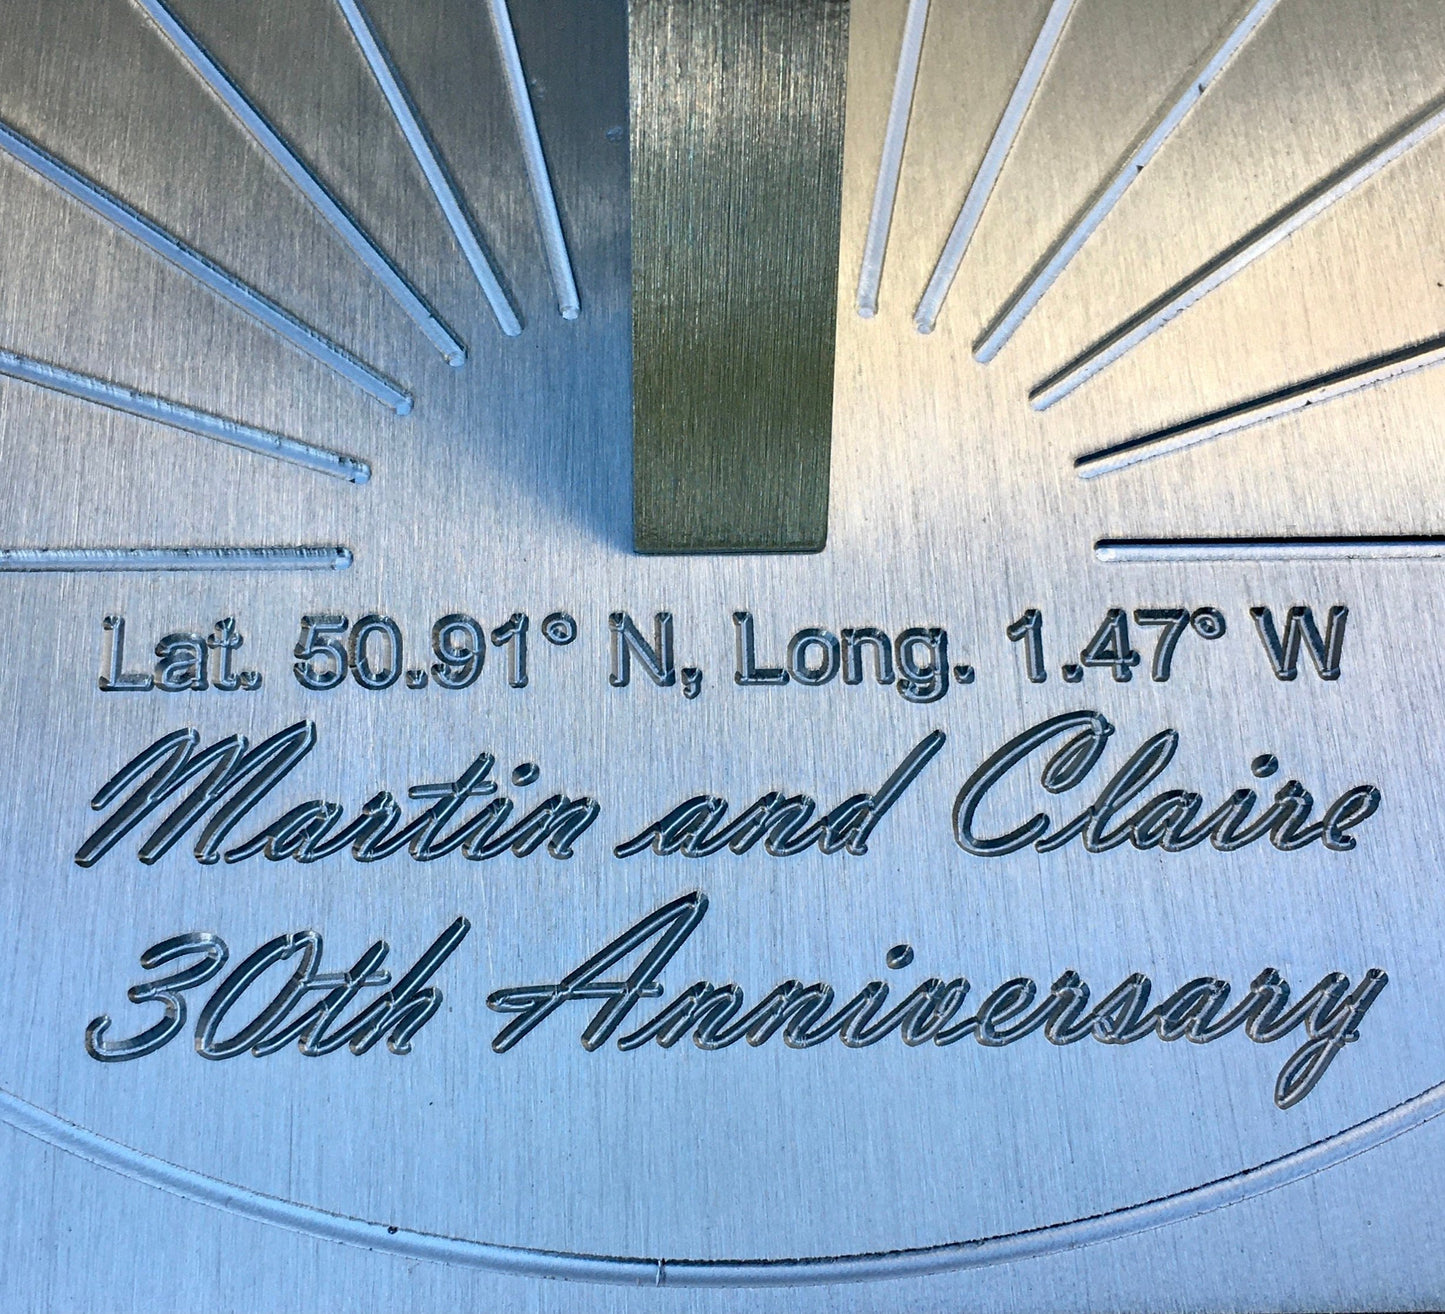 Lat. 50.91° N, Long. 1.47° W
Martin and Claire
30th Anniversary